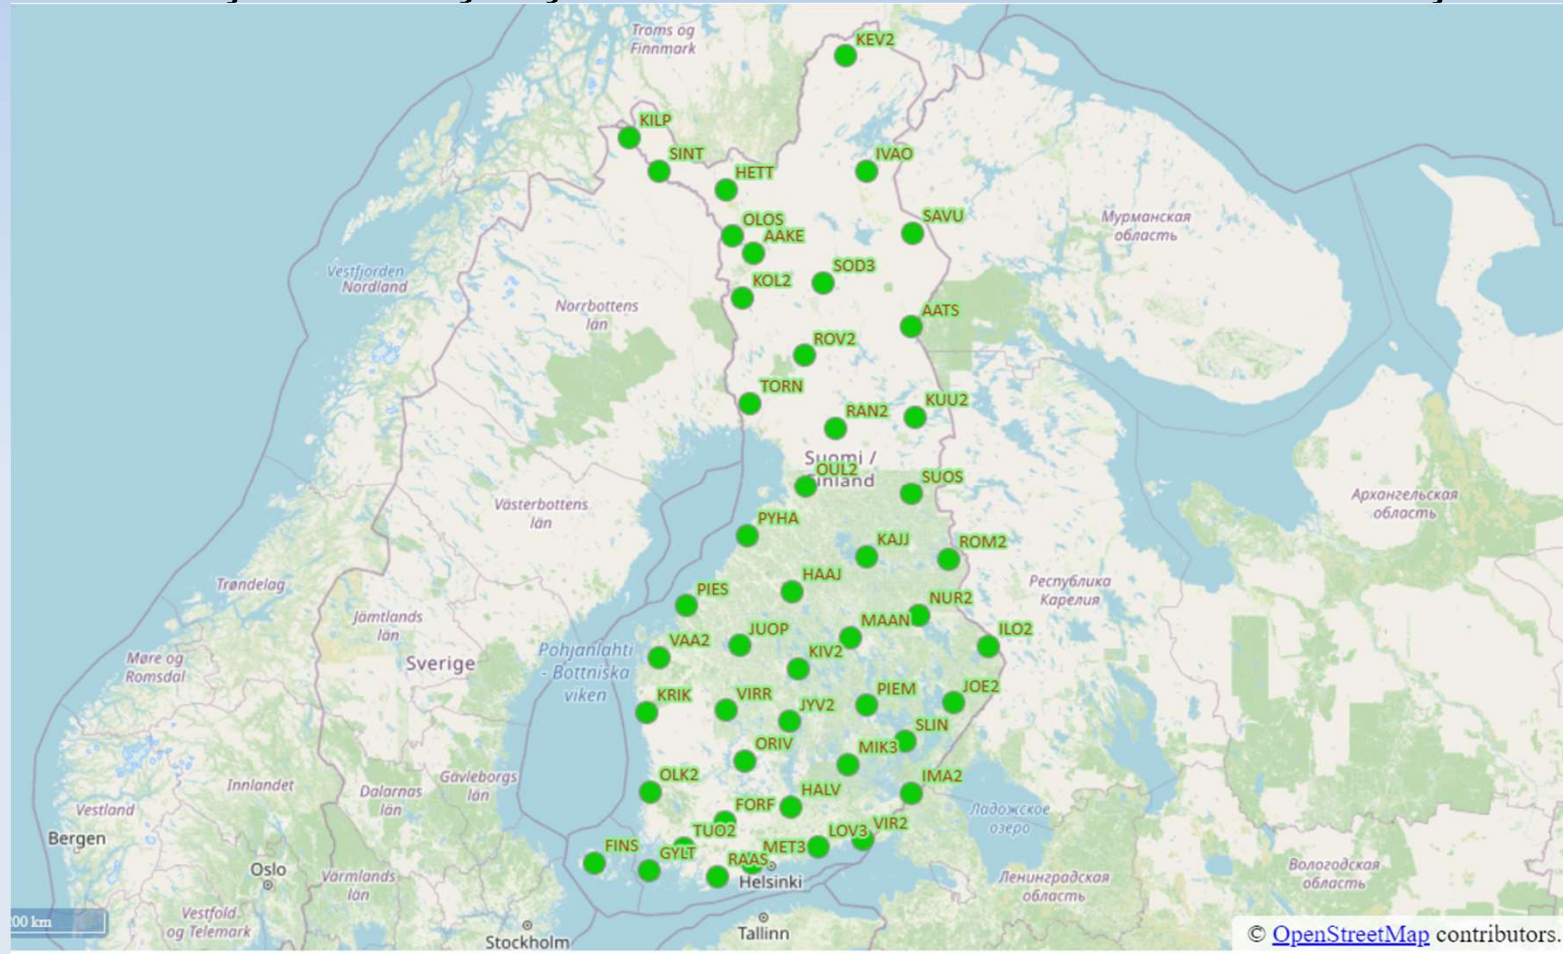 Troms og
Finnmark
KEV2
KILP
SINT
HETT
IVAO
OLOS
AAKE
SAVU
Мурманская
область
SOD3
Vestfjorden
Nordland
KOL2
Norrbottens
län
AATS
ROV2
TORN
RAN2
KUU2
Suomi /
Finland
OUL2
SUOS
Västerbottens
län
Архангельская
область
PYHA
KAJJ
ROM2
Trøndelag
HAAJ
Республика
Карелия
PIES
NUR2
Jämtlands
län
MAAN
ILO2
JUOP
VAA2
KIV2
Pohjanlahti
- Bottniska
viken
Sverige
Møre og
Romsdal
KRIK
VIRR
PIEM
JOE2
JYV2
SLIN
ORIV
MIK3
OLK2
Gävleborgs
län
Innlandet
Dalarnas
län
IMA2
HALV
FORF
Vestland
Ладожское
озеро
Bergen
TUO2
LOV3
VIR2
FINS
GYLT
MET3
RAAS
Helsinki
Oslo
Värmlands
län
Ленинградская
область
Вологодская
область
Vestfold
og Telemark
00 km
Stockholm
Tallinn
© OpenStreetMap contributors.